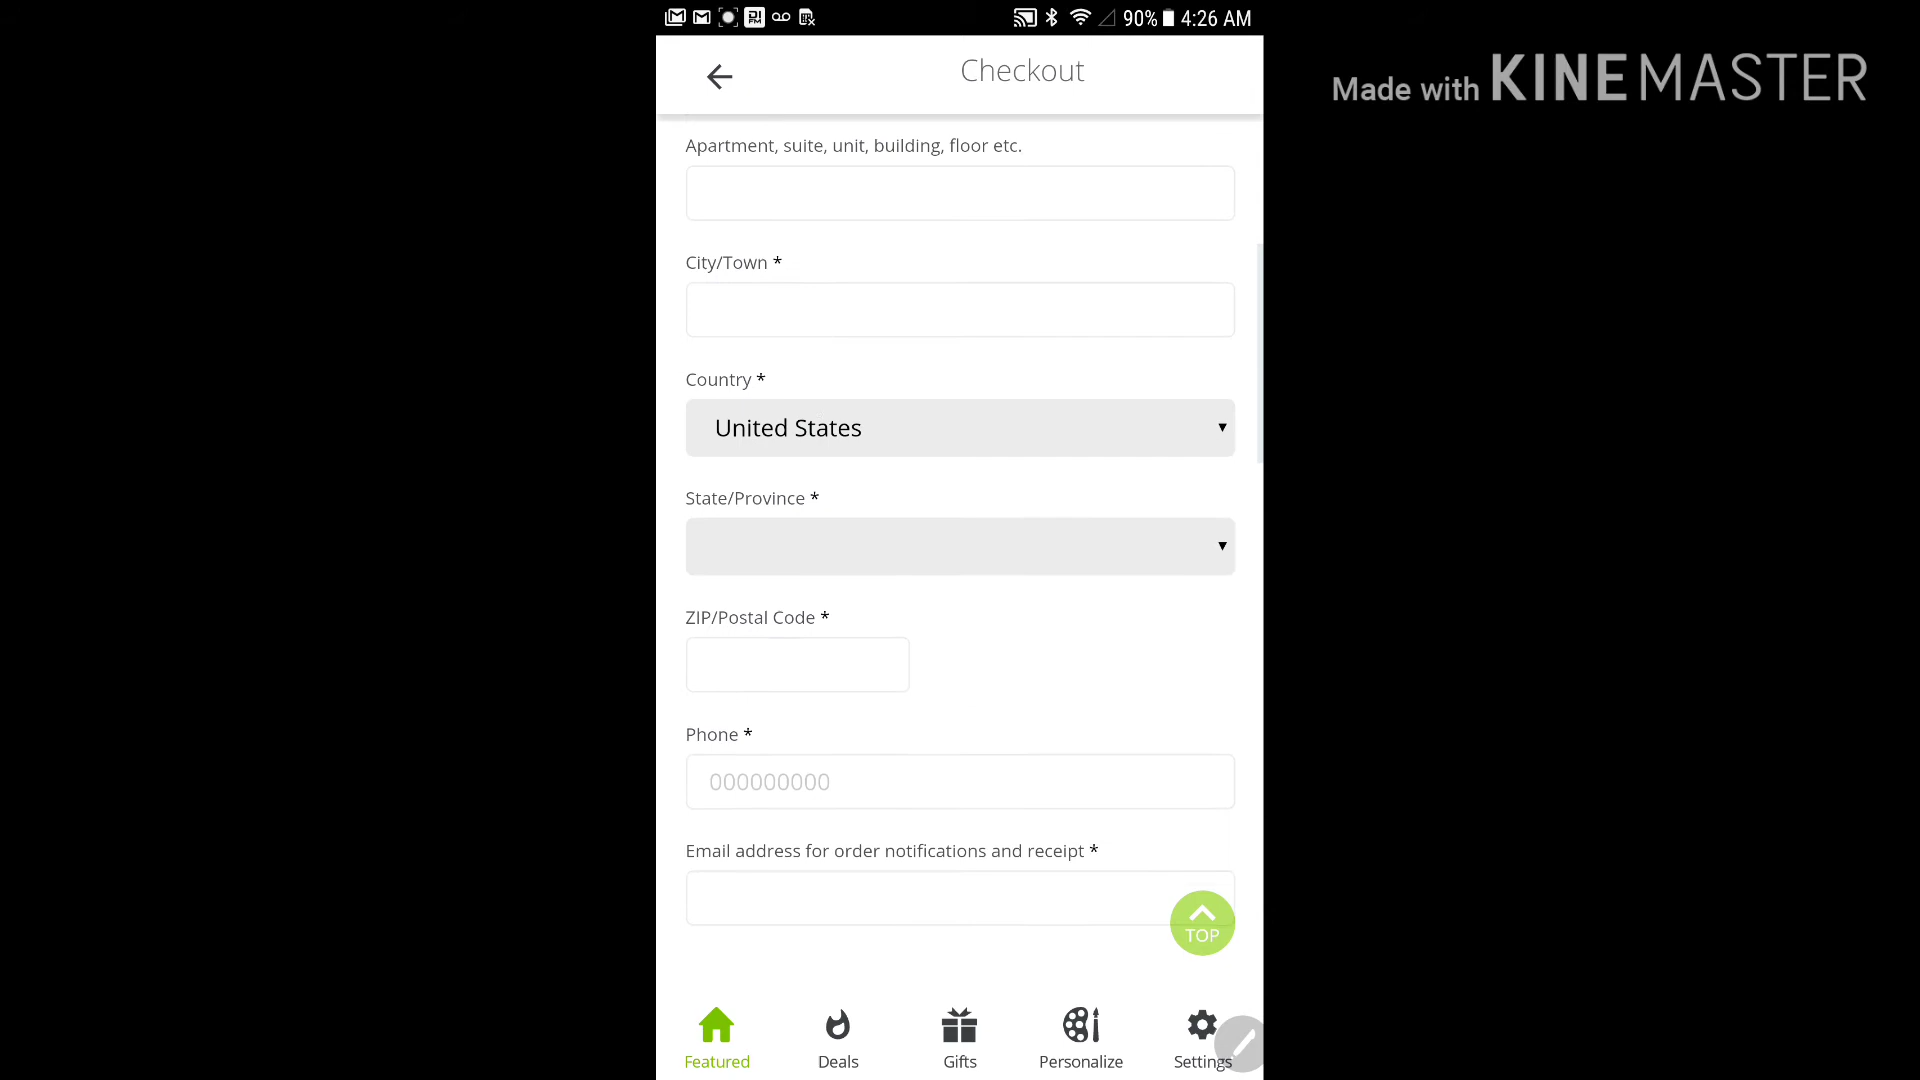 90% 4:26 AM
Checkout
Made with KINEMASTER
Apartment, suite, unit, building, floor etc.
City/Town *
Country *
United States
State/Province *
ZIP/Postal Code *
Phone *
000000000
Email address for order notifications and receipt *
TOP
Featured Deals Gifts Personalize Settings